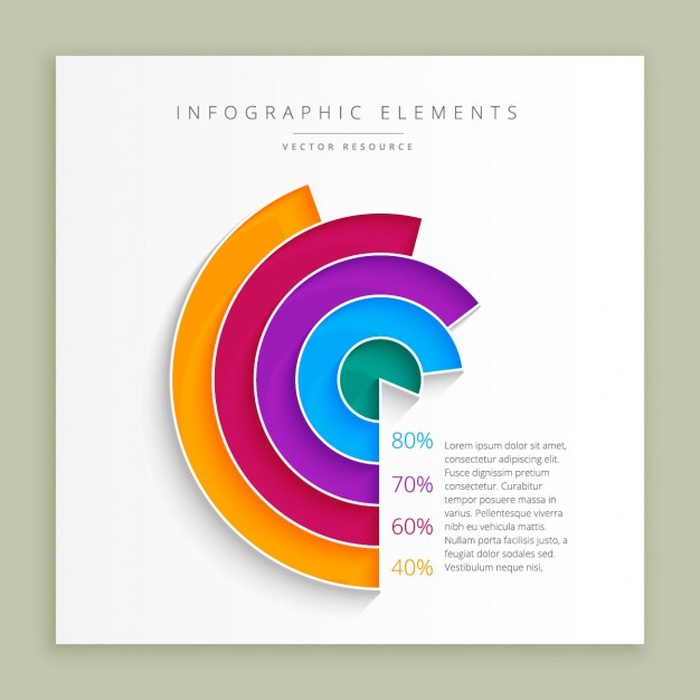 INFOGRAPHIC ELEMENTS
VECTOR RESOURCE
80%
70%
60%
40%
Lorem ipsum dolor sit amet,
consectetur adipiscing elit.
Fusce dignissim pretium
consectetur. Curabitur
tempor posuere massa in
varius. Pellentesque viverra
nibh eu vehicula mattis.
Nullam porta facilisis justo, a
feugiat dolor sodales sed.
Vestibulum neque nisi,